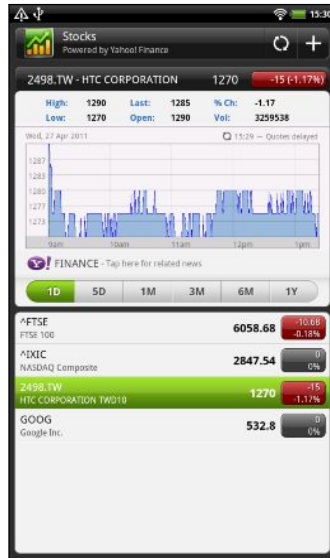 15:30
Stocks
Powered by Yahoo! Finance
2498.TW - HTC CORPORATION 1270 -15 (-1.17%)
High: 1290 Last: 1285 % Ch: -1.17
Low: 1270 Open: 1290 Vol: 3259538
Wed, 27 Apr 2011 15:29 — Quotes delayed
1287
1283
1280
1277
1273
9am 10am 11am 12pm 1pm
Y! FINANCE - Tap here for related news
1D 5D 1M 3M 6M 1Y
^FTSE 6058.68 -10.68
FTSE 100 -0.18%
^IXIC 2847.54 0
NASDAQ Composite 0%
2498.TW 1270 -15
HTC CORPORATION TWD10 -1.17%
GOOG 532.8 0
Google Inc. 0%